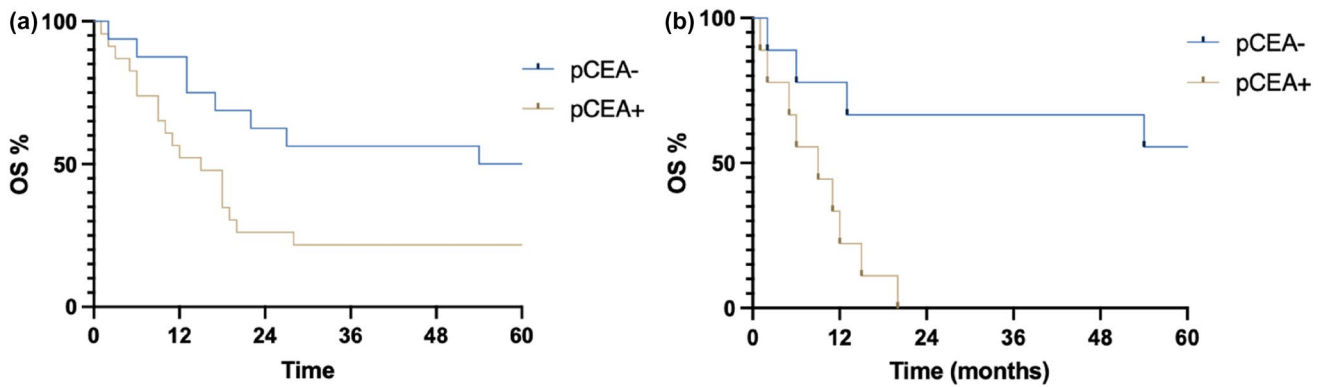 (a)
100
50
0
OS %
0 12 24 36 48 60
Time
pCEA-
pCEA+
(b)
100
50
0
OS %
0 12 24 36 48 60
Time (months)
pCEA-
pCEA+